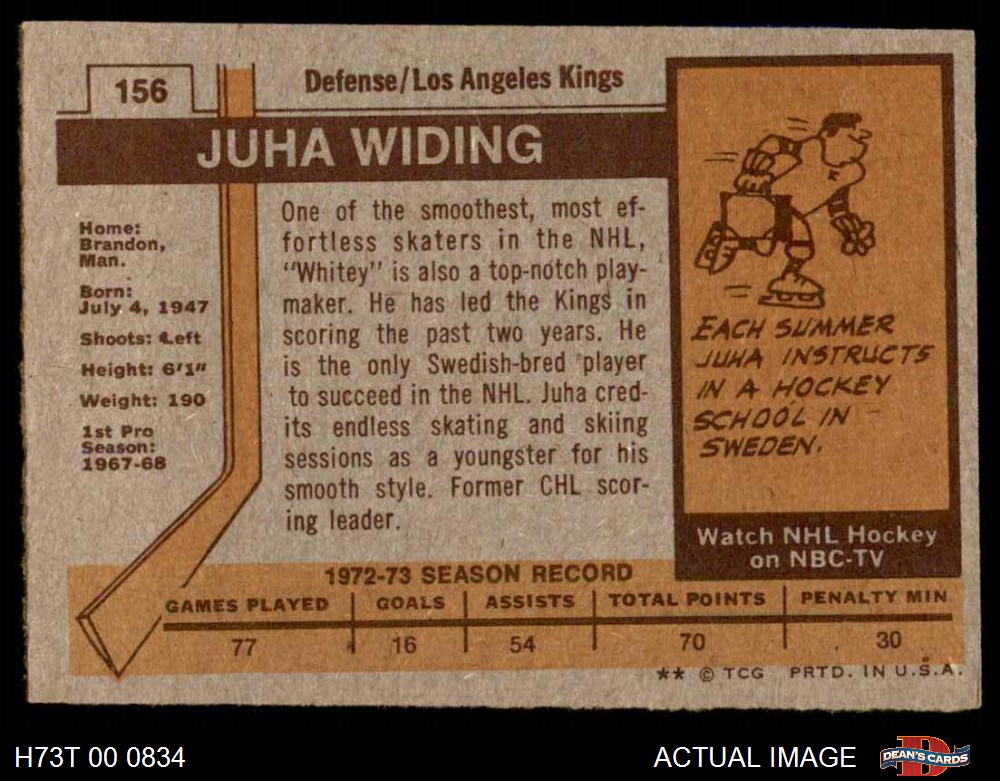 156
Defense/Los Angeles Kings
JUHA WIDING
Home:
Brandon,
Man.
Born:
July 4, 1947
Shoots: Left
Height: 6'1"
Weight: 190
1st Pro
Season:
1967-68
One of the smoothest, most ef-
fortless skaters in the NHL,
"Whitey" is also a top-notch play-
maker. He has led the Kings in
scoring the past two years. He
is the only Swedish-bred player
to succeed in the NHL. Juha cred-
its endless skating and skiing
sessions as a youngster for his
smooth style. Former CHL scor-
ing leader.
EACH SUMMER
JUHA INSTRUCTS
IN A HOCKEY
SCHOOL IN
SWEDEN.
Watch NHL Hockey
on NBC-TV
1972-73 SEASON RECORD
GAMES PLAYED GOALS ASSISTS TOTAL POINTS PENALTY MIN
77 16 54 70 30
** © TCG PRTD. IN U.S.A.
H73T 00 0834
ACTUAL IMAGE
DEAN'S CARDS